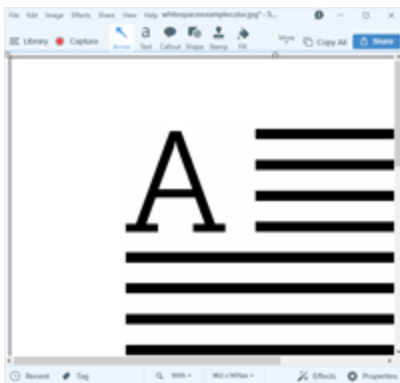 File Edit Image Effects Share View Help whitespaceexamplecolor.jpg* - S...
Library Capture Arrow Text Callout Shape Stamp Fill More Copy All Share
a
A
Recent Tag 100% Effects Properties